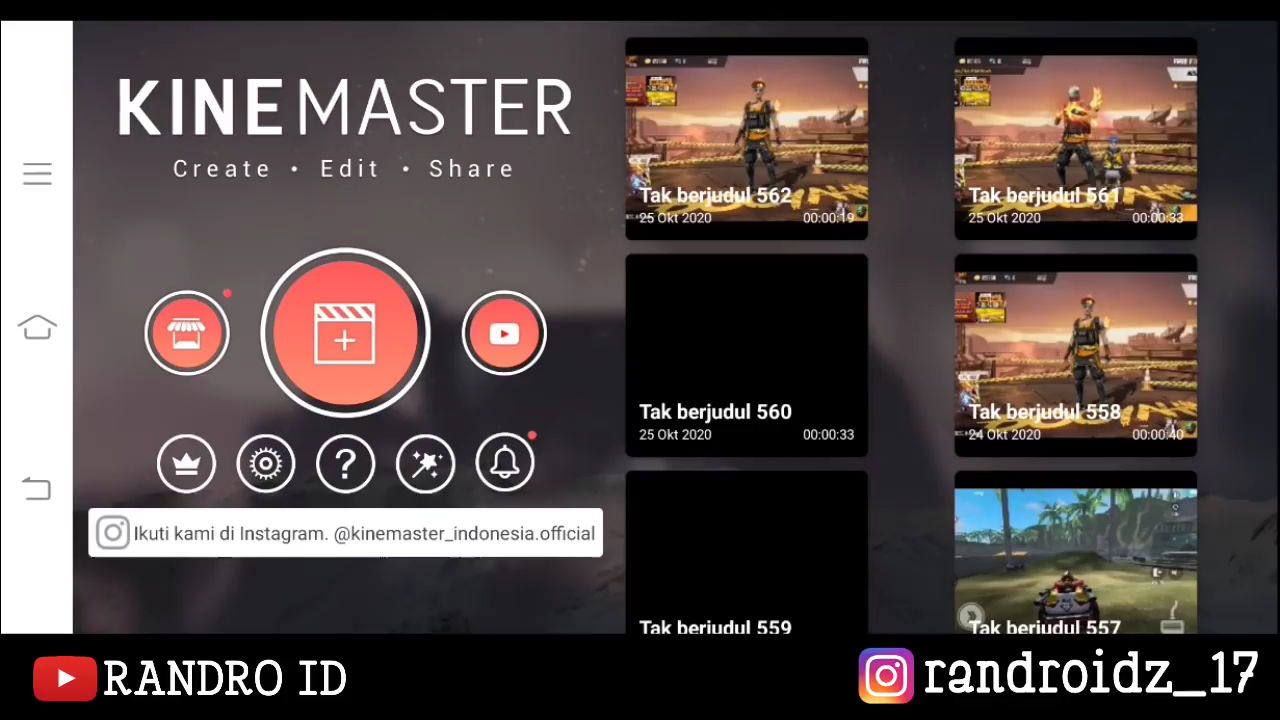 KINEMASTER
Create • Edit • Share
Ikuti kami di Instagram. @kinemaster_indonesia.official
Tak berjudul 562
25 Okt 2020 00:00:19
Tak berjudul 561
25 Okt 2020 00:00:33
Tak berjudul 560
25 Okt 2020 00:00:33
Tak berjudul 558
24 Okt 2020 00:00:40
Tak berjudul 559
Tak berjudul 557
RANDRO ID
randroidz_17